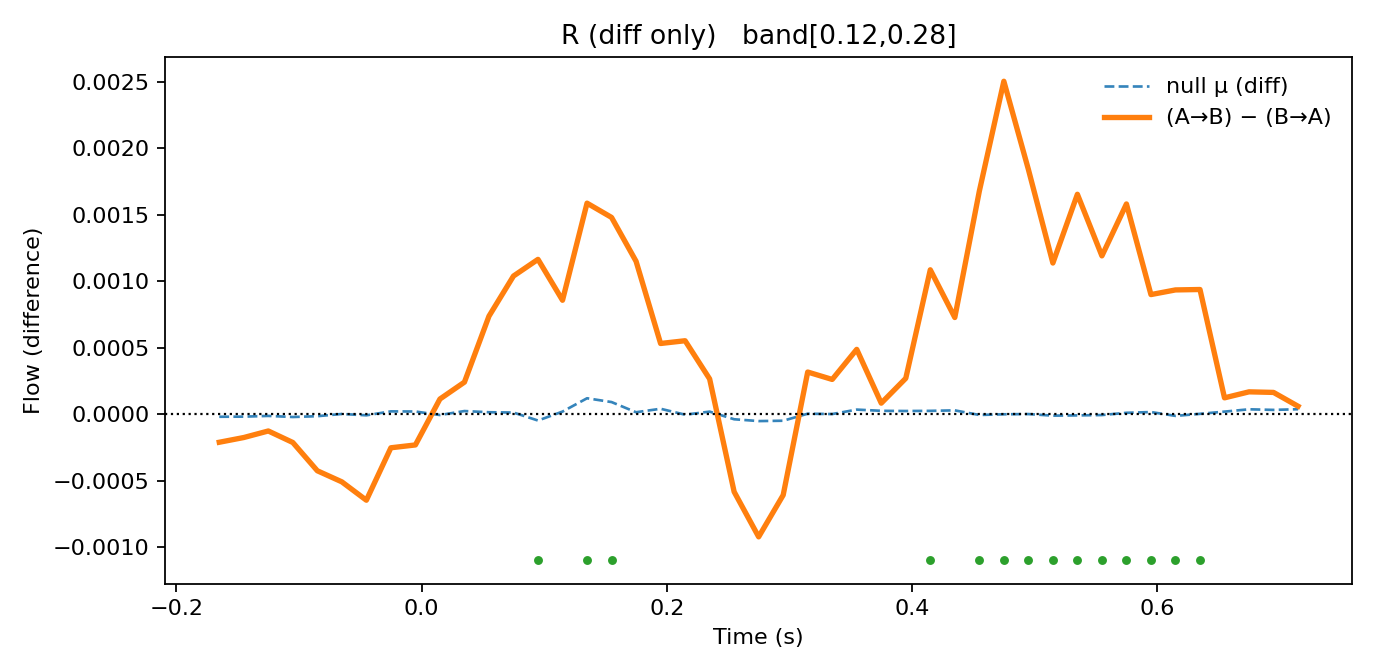 R (diff only)   band[0.12,0.28]
null μ (diff)
(A→B) − (B→A)
Flow (difference)
0.0025
0.0020
0.0015
0.0010
0.0005
0.0000
−0.0005
−0.0010
−0.2 0.0 0.2 0.4 0.6
Time (s)